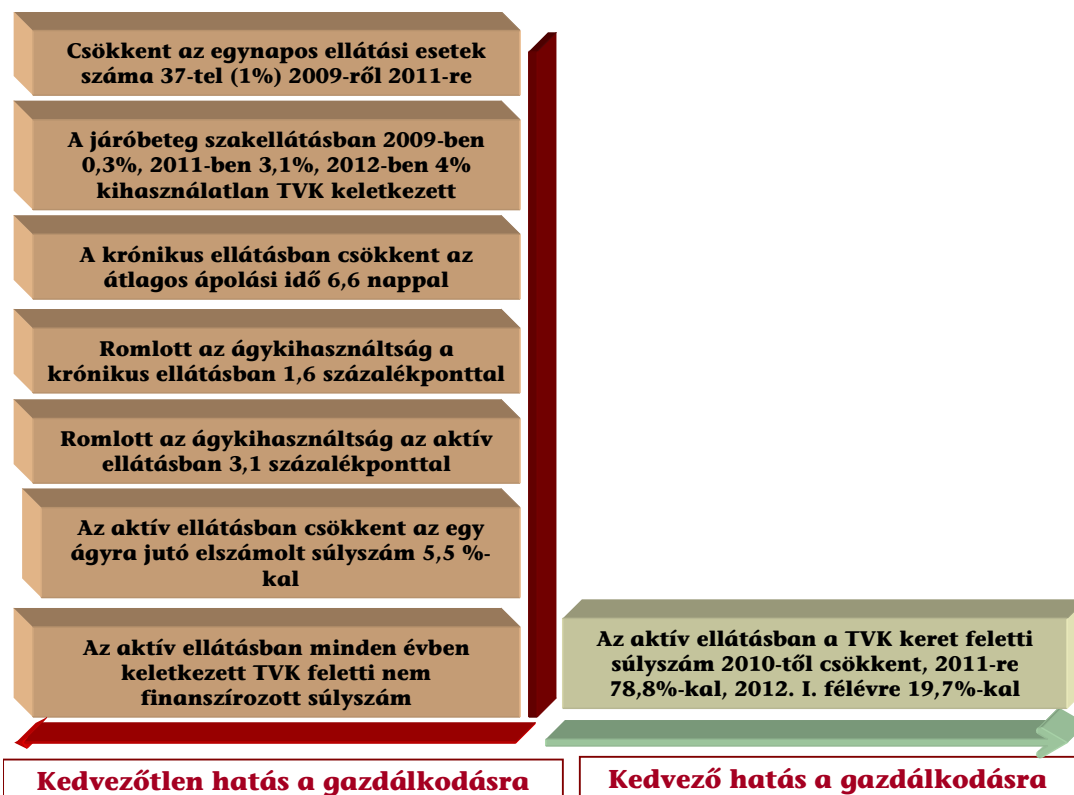 Csökkent az egynapos ellátási esetek
száma 37-tel (1%) 2009-ről 2011-re
A járóbeteg szakellátásban 2009-ben
0,3%, 2011-ben 3,1%, 2012-ben 4%
kihasználatlan TVK keletkezett
A krónikus ellátásban csökkent az
átlagos ápolási idő 6,6 nappal
Romlott az ágykihasználtság a
krónikus ellátásban 1,6 százalékponttal
Romlott az ágykihasználtság az aktív
ellátásban 3,1 százalékponttal
Az aktív ellátásban csökkent az egy
ágyra jutó elszámolt súlyszám 5,5 %-
kal
Az aktív ellátásban minden évben
keletkezett TVK feletti nem
finanszírozott súlyszám
Az aktív ellátásban a TVK keret feletti
súlyszám 2010-től csökkent, 2011-re
78,8%-kal, 2012. I. félévre 19,7%-kal
Kedvezőtlen hatás a gazdálkodásra
Kedvező hatás a gazdálkodásra